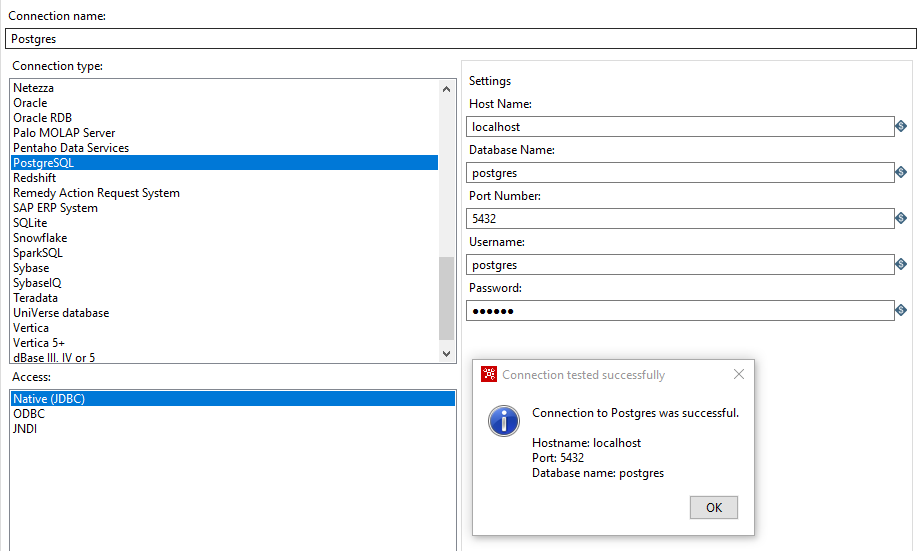 Connection name:
Postgres
Connection type:
Netezza
Oracle
Oracle RDB
Palo MOLAP Server
Pentaho Data Services
PostgreSQL
Redshift
Remedy Action Request System
SAP ERP System
SQLite
Snowflake
SparkSQL
Sybase
SybaseIQ
Teradata
UniVerse database
Vertica
Vertica 5+
dBase III, IV or 5
Access:
Native (JDBC)
ODBC
JNDI
Settings
Host Name:
localhost
Database Name:
postgres
Port Number:
5432
Username:
postgres
Password:
●●●●●●
Connection tested successfully
Connection to Postgres was successful.
Hostname: localhost
Port: 5432
Database name: postgres
OK